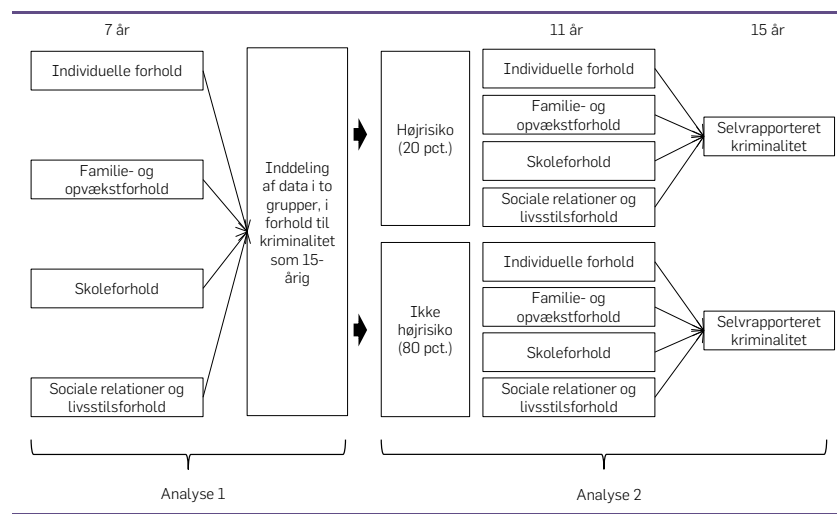 7 år
11 år
15 år
Individuelle forhold
Familie- og
opvækstforhold
Skoleforhold
Sociale relationer og
livsstilsforhold
Inddeling
af data i to
grupper, i
forhold til
kriminalitet
som 15-
årig
Højrisiko
(20 pct.)
Individuelle forhold
Familie- og
opvækstforhold
Skoleforhold
Sociale relationer og
livsstilsforhold
Selvrapporteret
kriminalitet
Ikke
højrisiko
(80 pct.)
Individuelle forhold
Familie- og
opvækstforhold
Skoleforhold
Sociale relationer og
livsstilsforhold
Selvrapporteret
kriminalitet
Analyse 1
Analyse 2